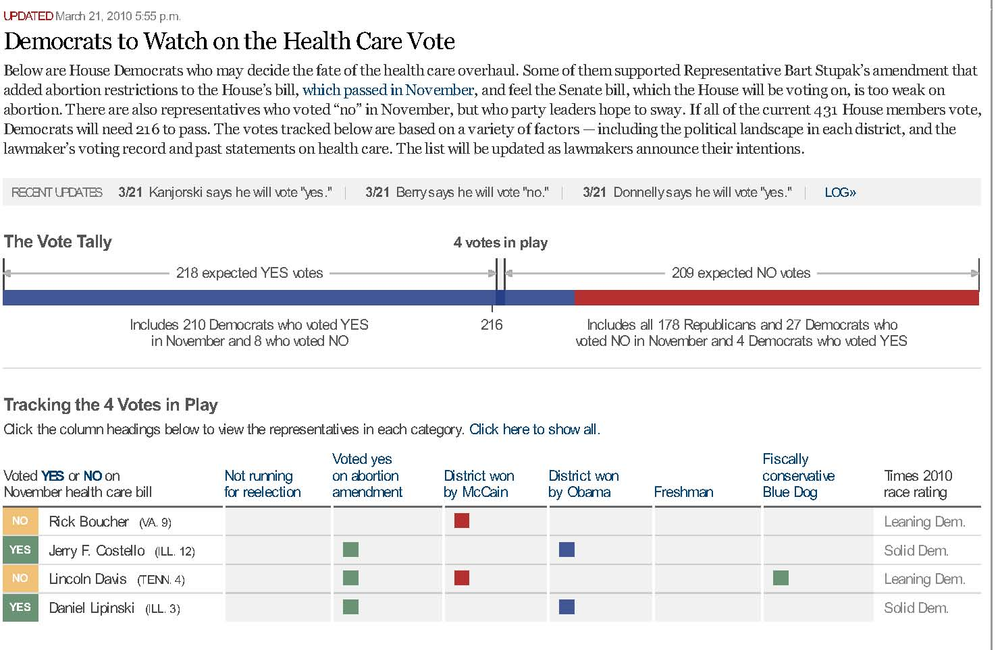 UPDATED March 21, 2010 5:55 p.m.
Democrats to Watch on the Health Care Vote
Below are House Democrats who may decide the fate of the health care overhaul. Some of them supported Representative Bart Stupak's amendment that
added abortion restrictions to the House's bill, which passed in November, and feel the Senate bill, which the House will be voting on, is too weak on
abortion. There are also representatives who voted “no” in November, but who party leaders hope to sway. If all of the current 431 House members vote,
Democrats will need 216 to pass. The votes tracked below are based on a variety of factors — including the political landscape in each district, and the
lawmaker's voting record and past statements on health care. The list will be updated as lawmakers announce their intentions.
RECENT UPDATES 3/21 Kanjorski says he will vote "yes." 3/21 Berry says he will vote "no." 3/21 Donnelly says he will vote "yes." LOG»
The Vote Tally
4 votes in play
218 expected YES votes
209 expected NO votes
Includes 210 Democrats who voted YES
in November and 8 who voted NO
216
Includes all 178 Republicans and 27 Democrats who
voted NO in November and 4 Democrats who voted YES
Tracking the 4 Votes in Play
Click the column headings below to view the representatives in each category. Click here to show all.
Voted YES or NO on
November health care bill
Not running
for reelection
Voted yes
on abortion
amendment
District won
by McCain
District won
by Obama
Freshman
Fiscally
conservative
Blue Dog
Times 2010
race rating
NO Rick Boucher (VA. 9) Leaning Dem.
YES Jerry F. Costello (ILL. 12) Solid Dem.
NO Lincoln Davis (TENN. 4) Leaning Dem.
YES Daniel Lipinski (ILL. 3) Solid Dem.